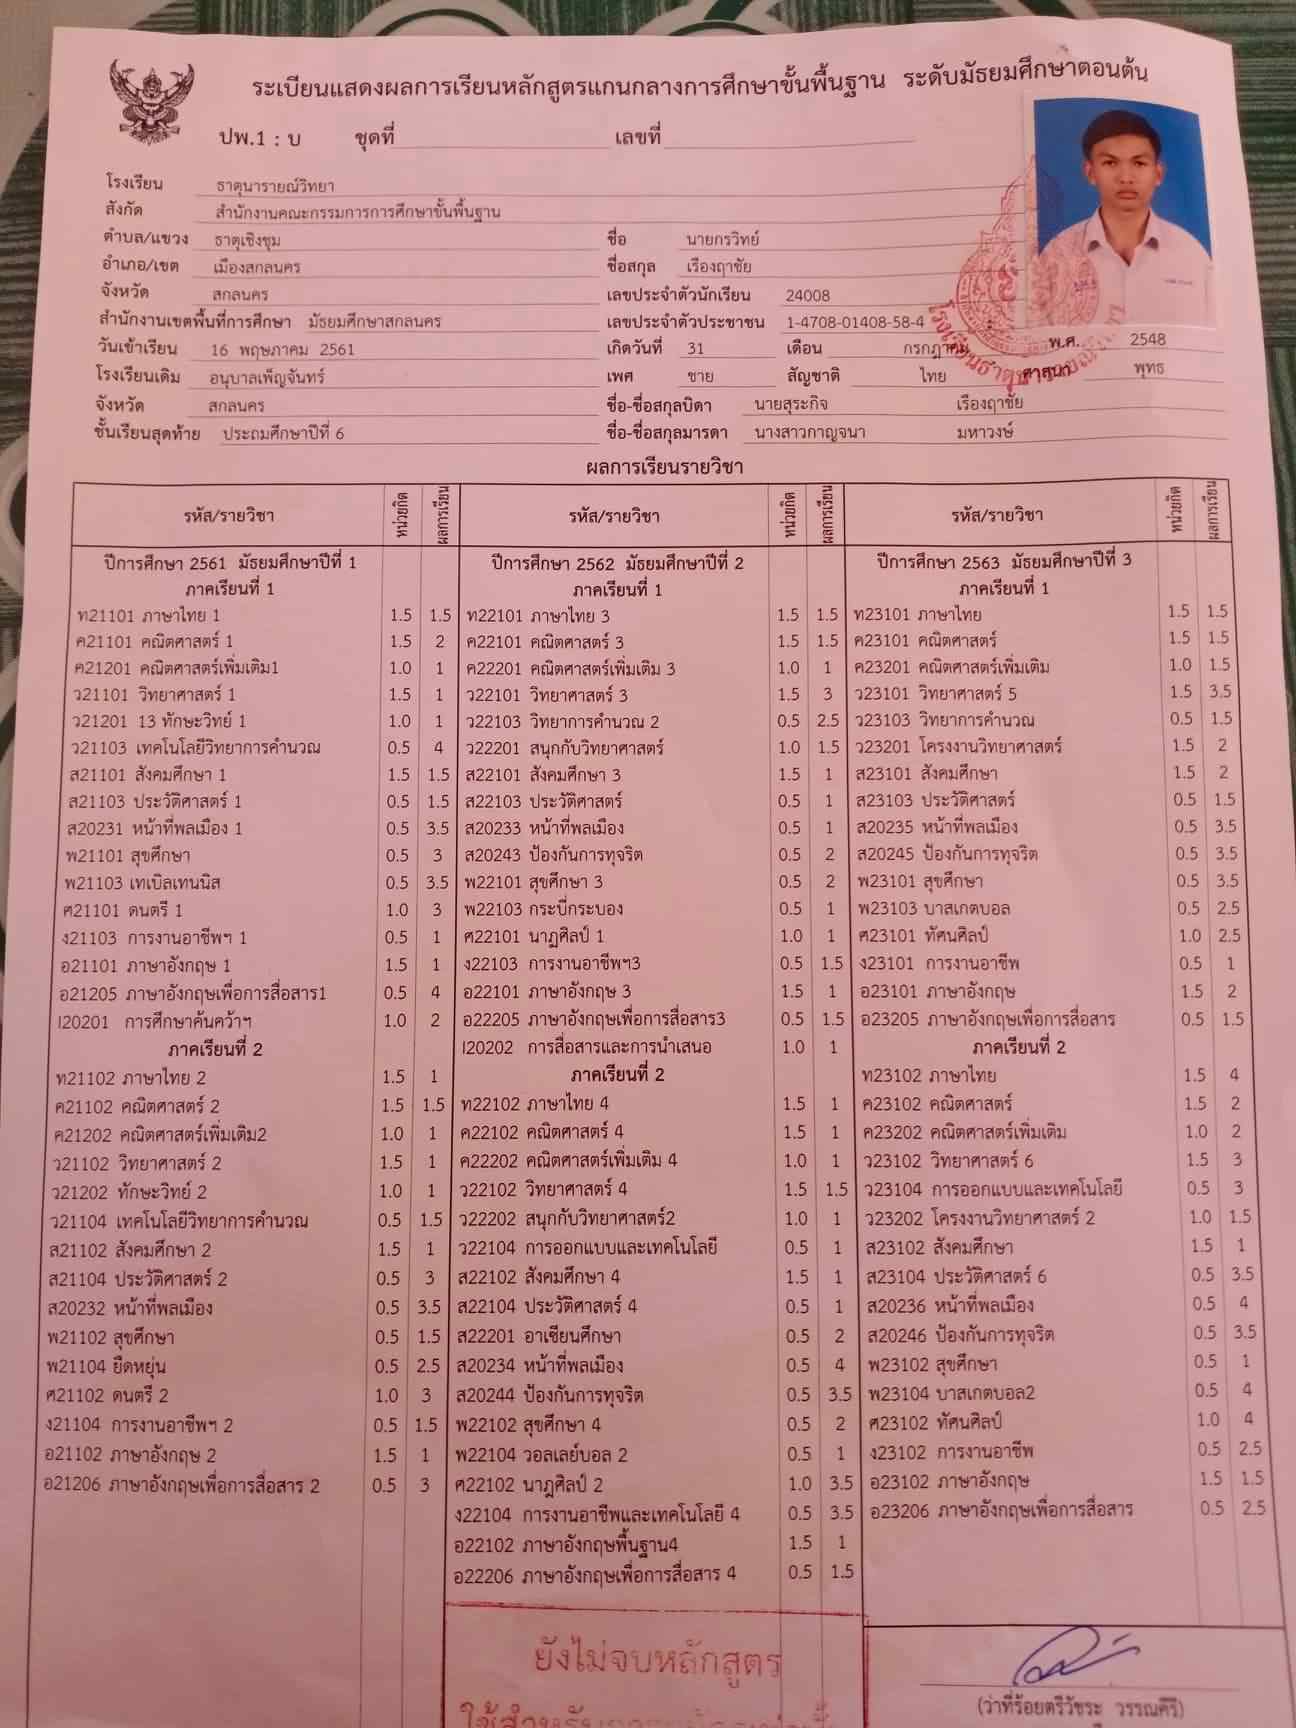 ระเบียนแสดงผลการเรียนหลักสูตรแกนกลางการศึกษาขั้นพื้นฐาน ระดับมัธยมศึกษาตอนต้น
ปพ.1 : บ ชุดที่ เลขที่
โรงเรียน ธาตุนารายณ์วิทยา
สังกัด สำนักงานคณะกรรมการการศึกษาขั้นพื้นฐาน
ตำบล/แขวง ธาตุเชิงชุม ชื่อ นายกรวิทย์
อำเภอ/เขต เมืองสกลนคร ชื่อสกุล เรืองฤาชัย
จังหวัด สกลนคร เลขประจำตัวนักเรียน 24008
สำนักงานเขตพื้นที่การศึกษา มัธยมศึกษาสกลนคร เลขประจำตัวประชาชน 1-4708-01408-58-4
วันเข้าเรียน 16 พฤษภาคม 2561 เกิดวันที่ 31 เดือน กรกฎาคม พ.ศ. 2548
โรงเรียนเดิม อนุบาลเพ็ญจันทร์ เพศ ชาย สัญชาติ ไทย ศาสนา พุทธ
จังหวัด สกลนคร ชื่อ-ชื่อสกุลบิดา นายสุระกิจ เรืองฤาชัย
ชั้นเรียนสุดท้าย ประถมศึกษาปีที่ 6 ชื่อ-ชื่อสกุลมารดา นางสาวกาญจนา มหาวงษ์
โรงเรียนธาตุนารายณ์วิทยา
ผลการเรียนรายวิชา
รหัส/รายวิชา หน่วยกิต ผลการเรียน
ปีการศึกษา 2561 มัธยมศึกษาปีที่ 1
ภาคเรียนที่ 1
ท21101 ภาษาไทย 1 1.5 1.5
ค21101 คณิตศาสตร์ 1 1.5 2
ค21201 คณิตศาสตร์เพิ่มเติม1 1.0 1
ว21101 วิทยาศาสตร์ 1 1.5 1
ว21201 13 ทักษะวิทย์ 1 1.0 1
ว21103 เทคโนโลยีวิทยาการคำนวณ 0.5 4
ส21101 สังคมศึกษา 1 1.5 1.5
ส21103 ประวัติศาสตร์ 1 0.5 1.5
ส20231 หน้าที่พลเมือง 1 0.5 3.5
พ21101 สุขศึกษา 0.5 3
พ21103 เทเบิลเทนนิส 0.5 3.5
ศ21101 ดนตรี 1 1.0 3
ง21103 การงานอาชีพฯ 1 0.5 1
อ21101 ภาษาอังกฤษ 1 1.5 1
อ21205 ภาษาอังกฤษเพื่อการสื่อสาร1 0.5 4
I20201 การศึกษาค้นคว้าฯ 1.0 2
ภาคเรียนที่ 2
ท21102 ภาษาไทย 2 1.5 1
ค21102 คณิตศาสตร์ 2 1.5 1.5
ค21202 คณิตศาสตร์เพิ่มเติม2 1.0 1
ว21102 วิทยาศาสตร์ 2 1.5 1
ว21202 ทักษะวิทย์ 2 1.0 1
ว21104 เทคโนโลยีวิทยาการคำนวณ 0.5 1.5
ส21102 สังคมศึกษา 2 1.5 1
ส21104 ประวัติศาสตร์ 2 0.5 3
ส20232 หน้าที่พลเมือง 0.5 3.5
พ21102 สุขศึกษา 0.5 1.5
พ21104 ยืดหยุ่น 0.5 2.5
ศ21102 ดนตรี 2 1.0 3
ง21104 การงานอาชีพฯ 2 0.5 1.5
อ21102 ภาษาอังกฤษ 2 1.5 1
อ21206 ภาษาอังกฤษเพื่อการสื่อสาร 2 0.5 3
รหัส/รายวิชา หน่วยกิต ผลการเรียน
ปีการศึกษา 2562 มัธยมศึกษาปีที่ 2
ภาคเรียนที่ 1
ท22101 ภาษาไทย 3 1.5 1.5
ค22101 คณิตศาสตร์ 3 1.5 1.5
ค22201 คณิตศาสตร์เพิ่มเติม 3 1.0 1
ว22101 วิทยาศาสตร์ 3 1.5 3
ว22103 วิทยาการคำนวณ 2 0.5 2.5
ว22201 สนุกกับวิทยาศาสตร์ 1.0 1.5
ส22101 สังคมศึกษา 3 1.5 1
ส22103 ประวัติศาสตร์ 0.5 1
ส20233 หน้าที่พลเมือง 0.5 1
ส20243 ป้องกันการทุจริต 0.5 2
พ22101 สุขศึกษา 3 0.5 2
พ22103 กระบี่กระบอง 0.5 1
ศ22101 นาฏศิลป์ 1 1.0 1
ง22103 การงานอาชีพฯ3 0.5 1.5
อ22101 ภาษาอังกฤษ 3 1.5 1
อ22205 ภาษาอังกฤษเพื่อการสื่อสาร3 0.5 1.5
I20202 การสื่อสารและการนำเสนอ 1.0 1
ภาคเรียนที่ 2
ท22102 ภาษาไทย 4 1.5 1
ค22102 คณิตศาสตร์ 4 1.5 1
ค22202 คณิตศาสตร์เพิ่มเติม 4 1.0 1
ว22102 วิทยาศาสตร์ 4 1.5 1.5
ว22202 สนุกกับวิทยาศาสตร์2 1.0 1
ว22104 การออกแบบและเทคโนโลยี 0.5 1
ส22102 สังคมศึกษา 4 1.5 1
ส22104 ประวัติศาสตร์ 4 0.5 1
ส22201 อาเซียนศึกษา 0.5 2
ส20234 หน้าที่พลเมือง 0.5 4
ส20244 ป้องกันการทุจริต 0.5 3.5
พ22102 สุขศึกษา 4 0.5 2
พ22104 วอลเลย์บอล 2 0.5 1
ศ22102 นาฏศิลป์ 2 1.0 3.5
ง22104 การงานอาชีพและเทคโนโลยี 4 0.5 3.5
อ22102 ภาษาอังกฤษพื้นฐาน4 1.5 1
อ22206 ภาษาอังกฤษเพื่อการสื่อสาร 4 0.5 1.5
ยังไม่จบหลักสูตร
รหัส/รายวิชา หน่วยกิต ผลการเรียน
ปีการศึกษา 2563 มัธยมศึกษาปีที่ 3
ภาคเรียนที่ 1
ท23101 ภาษาไทย 1.5 1.5
ค23101 คณิตศาสตร์ 1.5 1.5
ค23201 คณิตศาสตร์เพิ่มเติม 1.0 1.5
ว23101 วิทยาศาสตร์ 5 1.5 3.5
ว23103 วิทยาการคำนวณ 0.5 1.5
ว23201 โครงงานวิทยาศาสตร์ 1.5 2
ส23101 สังคมศึกษา 1.5 2
ส23103 ประวัติศาสตร์ 0.5 1.5
ส20235 หน้าที่พลเมือง 0.5 3.5
ส20245 ป้องกันการทุจริต 0.5 3.5
พ23101 สุขศึกษา 0.5 3.5
พ23103 บาสเกตบอล 0.5 2.5
ศ23101 ทัศนศิลป์ 1.0 2.5
ง23101 การงานอาชีพ 0.5 1
อ23101 ภาษาอังกฤษ 1.5 2
อ23205 ภาษาอังกฤษเพื่อการสื่อสาร 0.5 1.5
ภาคเรียนที่ 2
ท23102 ภาษาไทย 1.5 4
ค23102 คณิตศาสตร์ 1.5 2
ค23202 คณิตศาสตร์เพิ่มเติม 1.0 2
ว23102 วิทยาศาสตร์ 6 1.5 3
ว23104 การออกแบบและเทคโนโลยี 0.5 3
ว23202 โครงงานวิทยาศาสตร์ 2 1.0 1.5
ส23102 สังคมศึกษา 1.5 1
ส23104 ประวัติศาสตร์ 6 0.5 3.5
ส20236 หน้าที่พลเมือง 0.5 4
ส20246 ป้องกันการทุจริต 0.5 3.5
พ23102 สุขศึกษา 0.5 1
พ23104 บาสเกตบอล2 0.5 4
ศ23102 ทัศนศิลป์ 1.0 4
ง23102 การงานอาชีพ 0.5 2.5
อ23102 ภาษาอังกฤษ 1.5 1.5
อ23206 ภาษาอังกฤษเพื่อการสื่อสาร 0.5 2.5
(ว่าที่ร้อยตรีวัชระ วรรณคีรี)